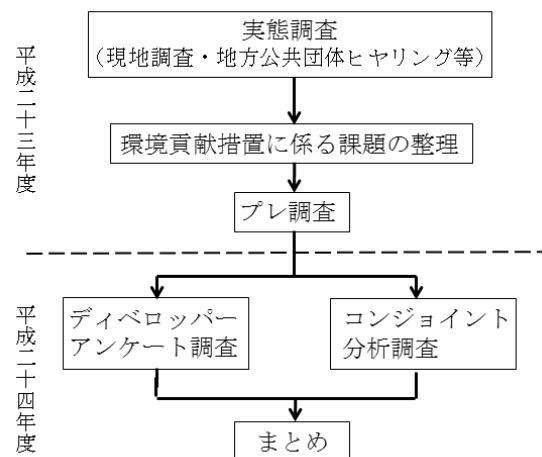 平成二十三年度
実態調査
（現地調査・地方公共団体ヒヤリング等）
環境貢献措置に係る課題の整理
プレ調査
平成二十四年度
ディベロッパー
アンケート調査
コンジョイント
分析調査
まとめ